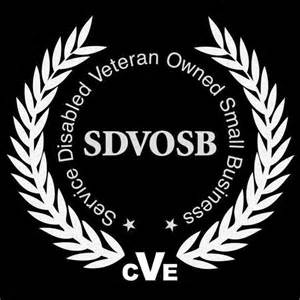 Service Disabled Veteran Owned Small Business
SDVOSB
CVE